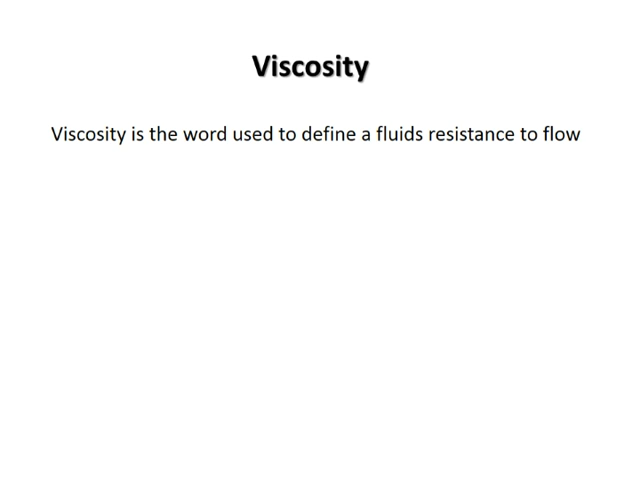 Viscosity
Viscosity is the word used to define a fluids resistance to flow